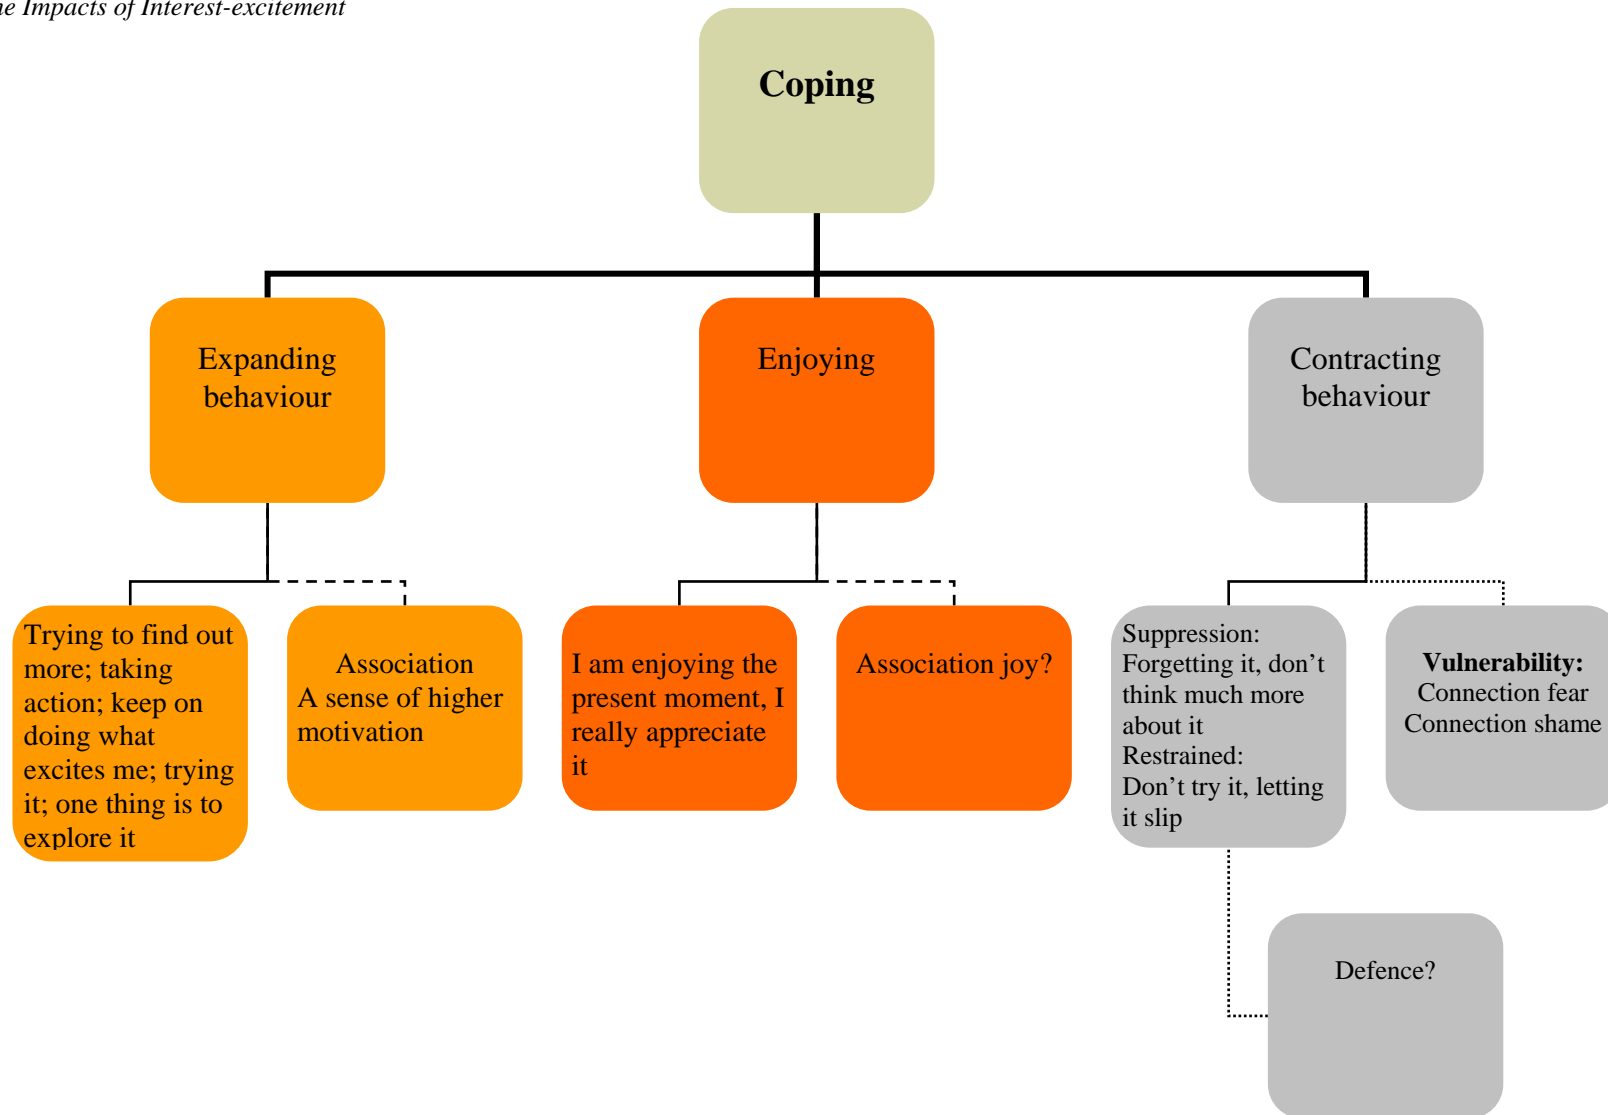 ne Impacts of Interest-excitement
Coping
Expanding
behaviour
Enjoying
Contracting
behaviour
Trying to find out
more; taking
action; keep on
doing what
excites me; trying
it; one thing is to
explore it
Association
A sense of higher
motivation
I am enjoying the
present moment, I
really appreciate
it
Association joy?
Suppression:
Forgetting it, don’t
think much more
about it
Restrained:
Don’t try it, letting
it slip
Vulnerability:
Connection fear
Connection shame
Defence?